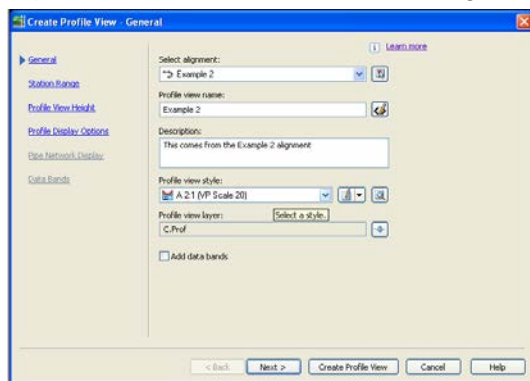 Create Profile View - General
Learn more
General
Station Range
Profile View Height
Profile Display Options
Pipe Network Display
Data Bands
Select alignment:
Example 2
Profile view name:
Example 2
Description:
This comes from the Example 2 alignment
Profile view style:
A 2:1 (VP Scale 20)
Select a style.
Profile view layer:
C.Prof
Add data bands
< Back
Next >
Create Profile View
Cancel
Help